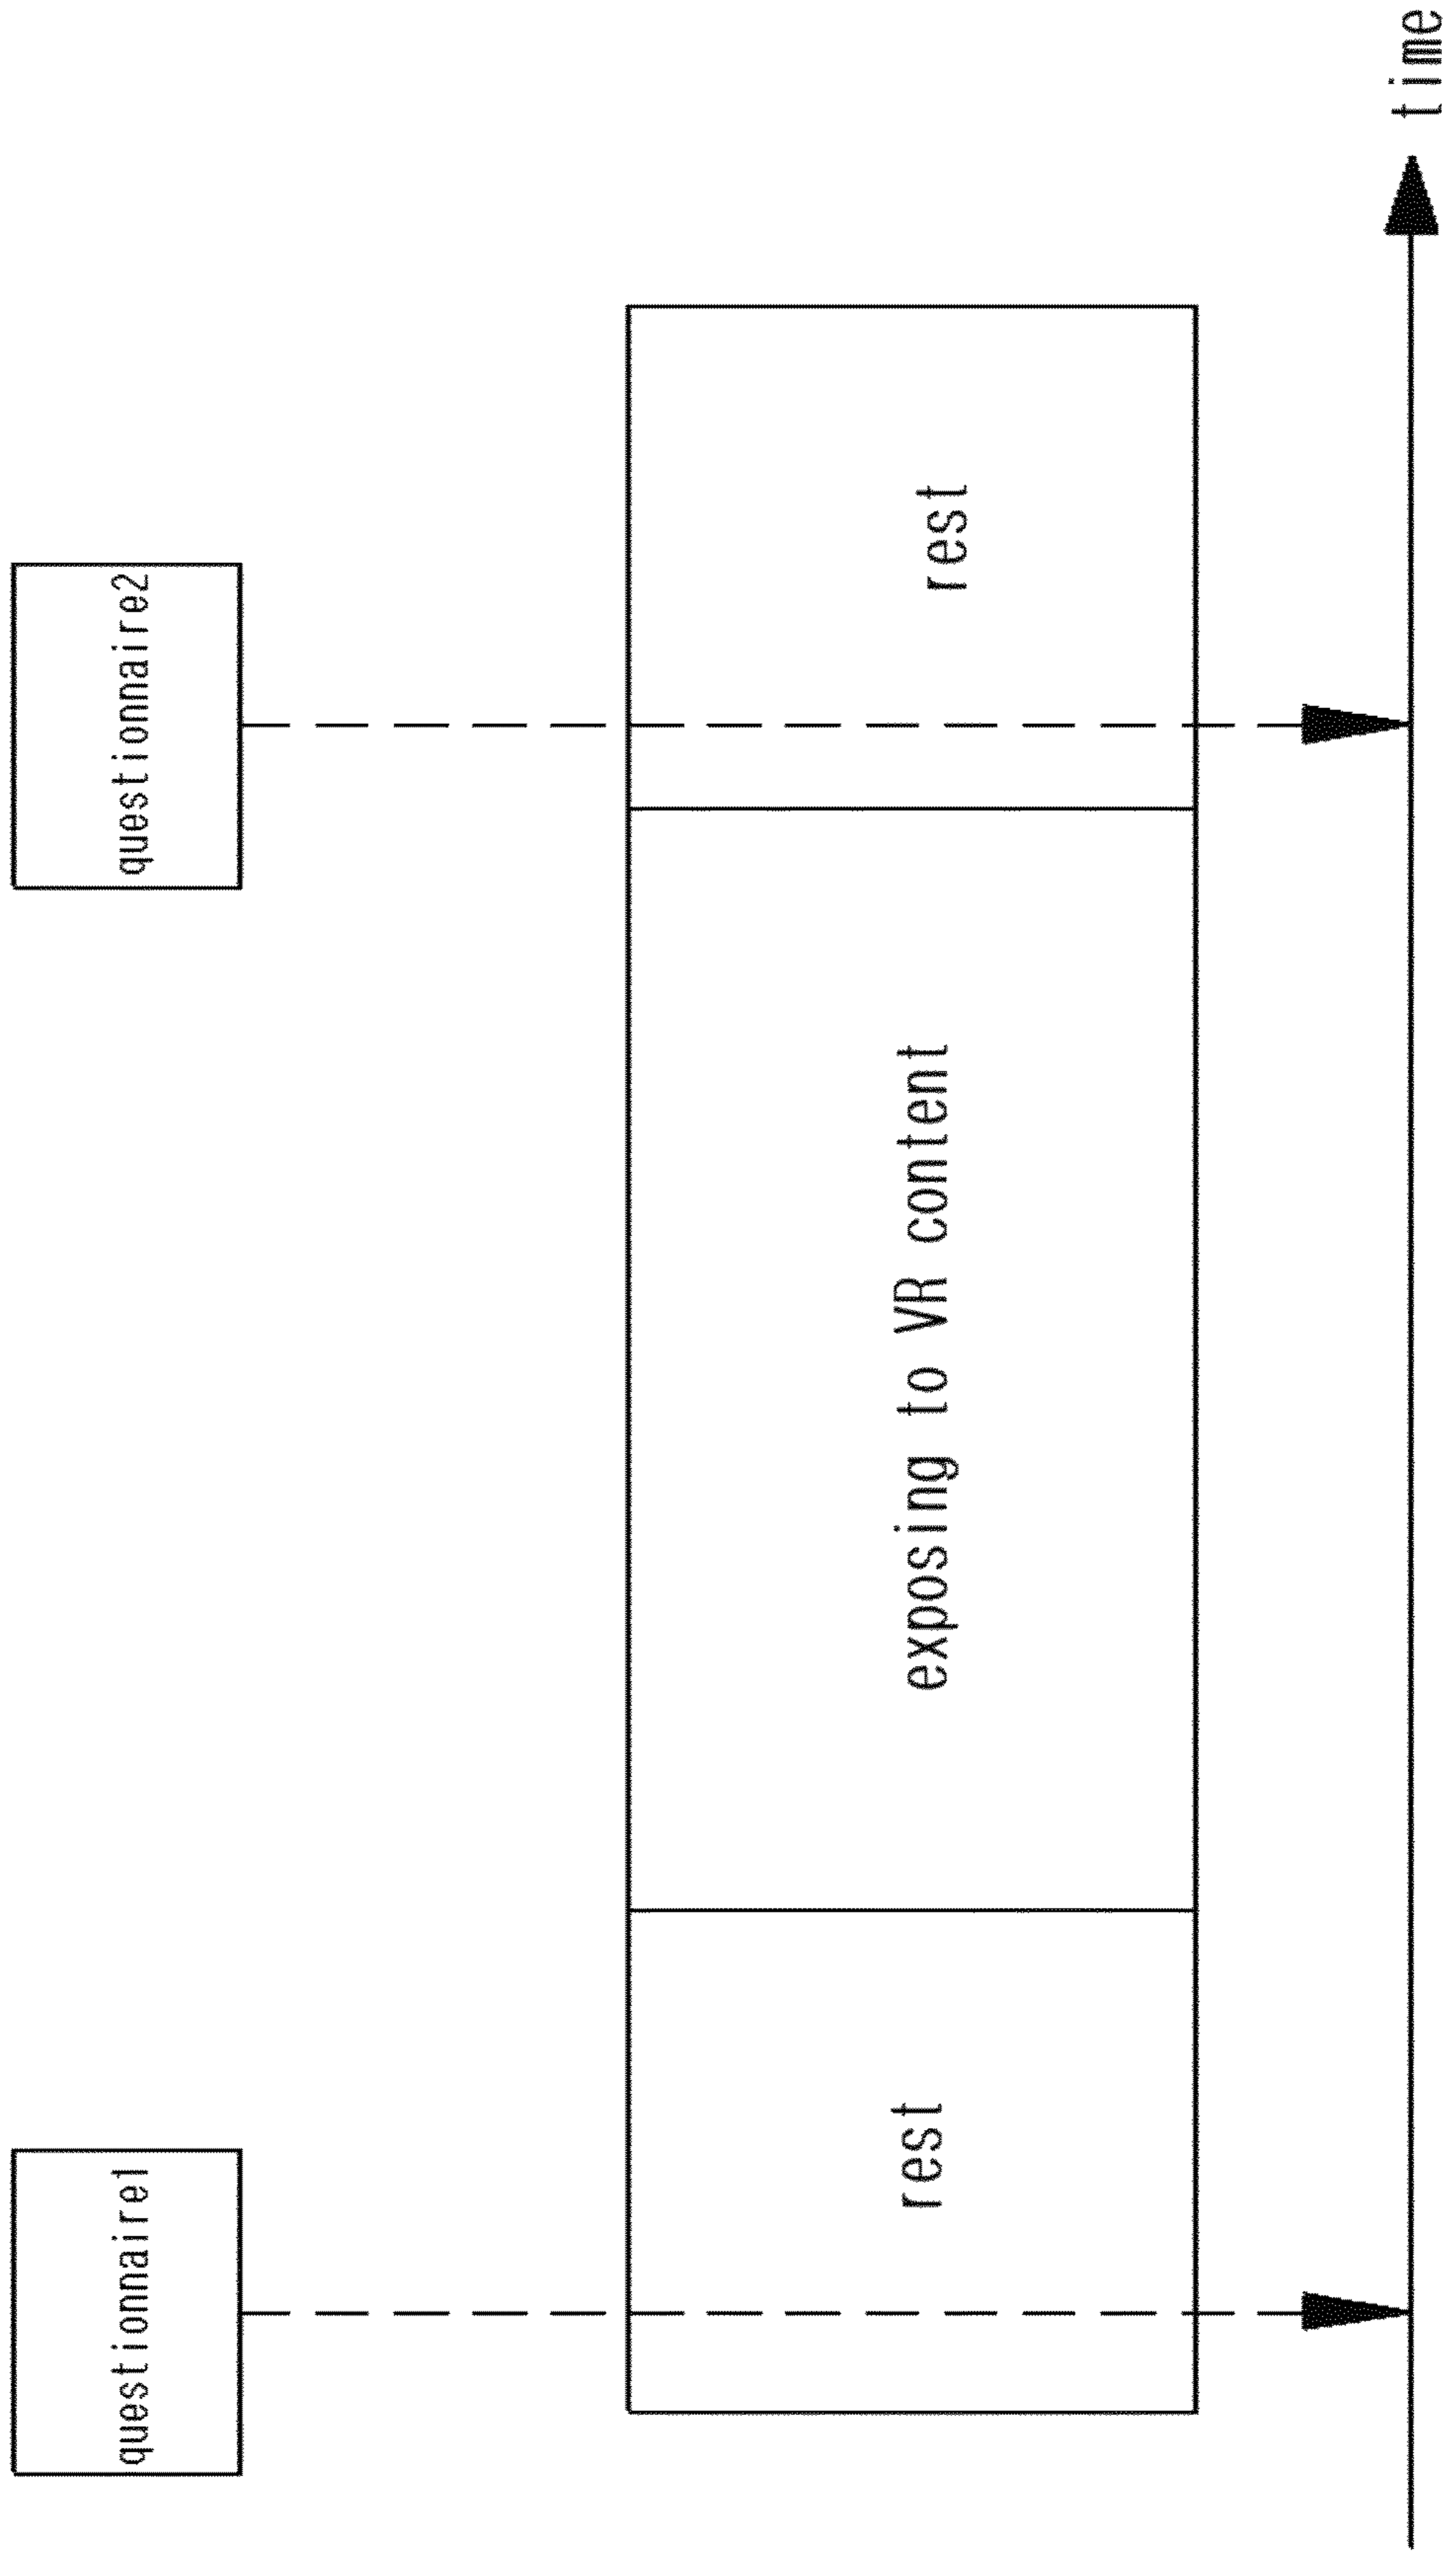 questionnaire1
questionnaire2
rest
exposing to VR content
rest
time